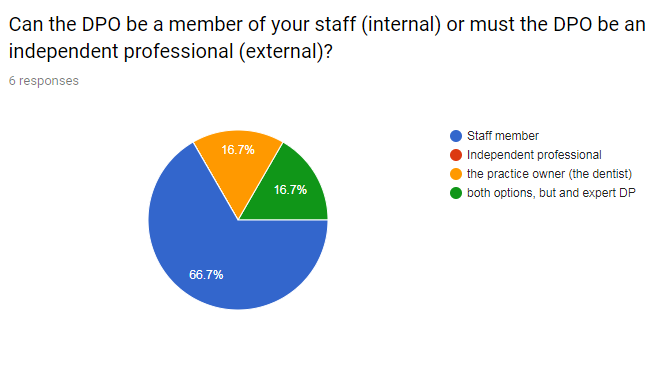 Can the DPO be a member of your staff (internal) or must the DPO be an
independent professional (external)?
6 responses
16.7%
16.7%
66.7%
Staff member
Independent professional
the practice owner (the dentist)
both options, but and expert DP